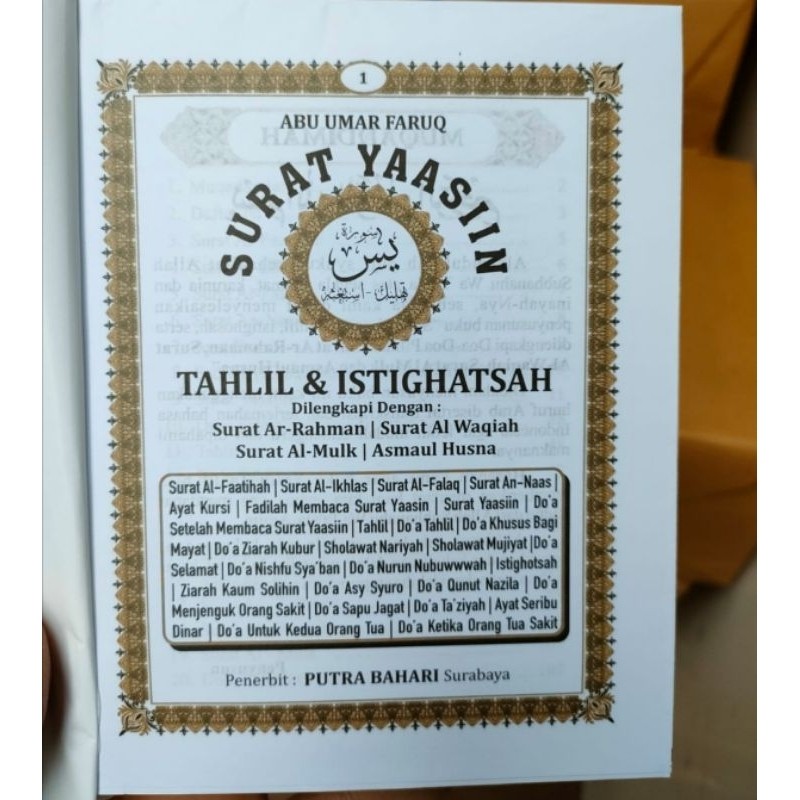 1
ABU UMAR FARUQ
SURAT YAASIIN
سورة
يس
تهليل - استغاثة
TAHLIL & ISTIGHATSAH
Dilengkapi Dengan :
Surat Ar-Rahman | Surat Al Waqiah
Surat Al-Mulk | Asmaul Husna
Surat Al-Faatihah | Surat Al-Ikhlas | Surat Al-Falaq | Surat An-Naas |
Ayat Kursi | Fadilah Membaca Surat Yaasin | Surat Yaasiin | Do'a
Setelah Membaca Surat Yaasiin | Tahlil | Do'a Tahlil | Do'a Khusus Bagi
Mayat | Do'a Ziarah Kubur | Sholawat Nariyah | Sholawat Mujiyat |Do'a
Selamat | Do'a Nishfu Sya'ban | Do'a Nurun Nubuwwwah | Istighotsah
| Ziarah Kaum Solihin | Do'a Asy Syuro | Do'a Qunut Nazila | Do'a
Menjenguk Orang Sakit | Do'a Sapu Jagat | Do'a Ta'ziyah | Ayat Seribu
Dinar | Do'a Untuk Kedua Orang Tua | Do'a Ketika Orang Tua Sakit
Penerbit : PUTRA BAHARI Surabaya